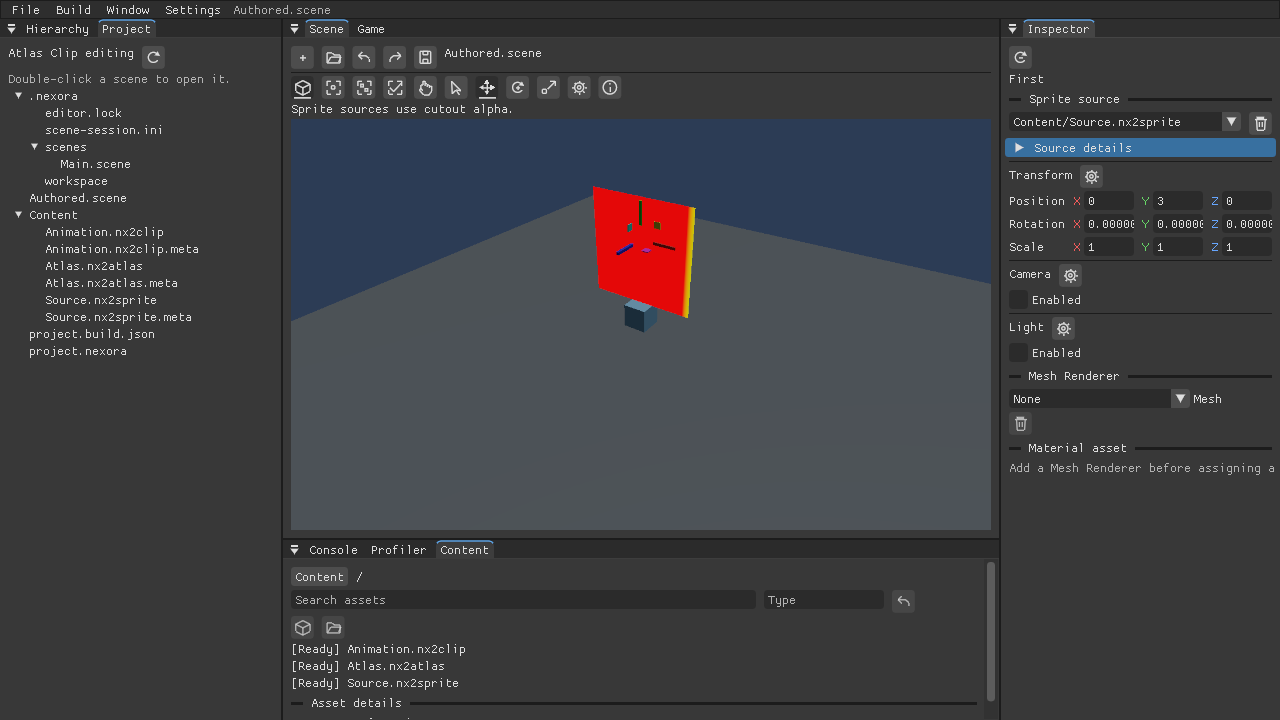 File Build Window Settings Authored.scene
Hierarchy Project
Atlas Clip editing
Double-click a scene to open it.
.nexora
editor.lock
scene-session.ini
scenes
Main.scene
workspace
Authored.scene
Content
Animation.nx2clip
Animation.nx2clip.meta
Atlas.nx2atlas
Atlas.nx2atlas.meta
Source.nx2sprite
Source.nx2sprite.meta
project.build.json
project.nexora
Scene Game
+ Authored.scene
Sprite sources use cutout alpha.
Console Profiler Content
Content /
Search assets Type
[Ready] Animation.nx2clip
[Ready] Atlas.nx2atlas
[Ready] Source.nx2sprite
Asset details
Inspector
First
Sprite source
Content/Source.nx2sprite
Source details
Transform
Position X 0 Y 3 Z 0
Rotation X 0.0000 Y 0.0000 Z 0.0000
Scale X 1 Y 1 Z 1
Camera
Enabled
Light
Enabled
Mesh Renderer
None Mesh
Material asset
Add a Mesh Renderer before assigning a